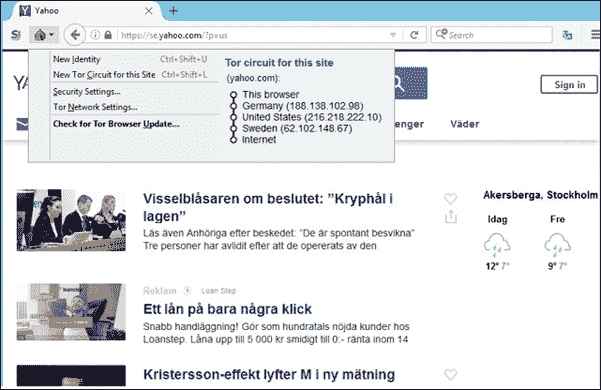 Yahoo
https://se.yahoo.com/?p=us
Search
New Identity Ctrl+Shift+U
New Tor Circuit for this Site Ctrl+Shift+L
Security Settings...
Tor Network Settings...
Check for Tor Browser Update...
Tor circuit for this site
(yahoo.com):
This browser
Germany (188.138.102.98)
United States (216.218.222.10)
Sweden (62.102.148.67)
Internet
Sign in
enger Väder
Visselblåsaren om beslutet: ”Kryphål i
lagen”
Läs även Anhöriga efter beskedet: ”De är spontant besvikna”
Tre personer har avlidit efter att de opererats av den
Akersberga, Stockholm
Idag Fre
12° 7° 9° 7°
Reklam Loan Step
Ett lån på bara några klick
Snabb handläggning! Gör som hundratals nöjda kunder hos
Loanstep. Låna upp till 5 000 kr smidigt till 0:- ränta inom 14
Kristersson-effekt lyfter M i ny mätning